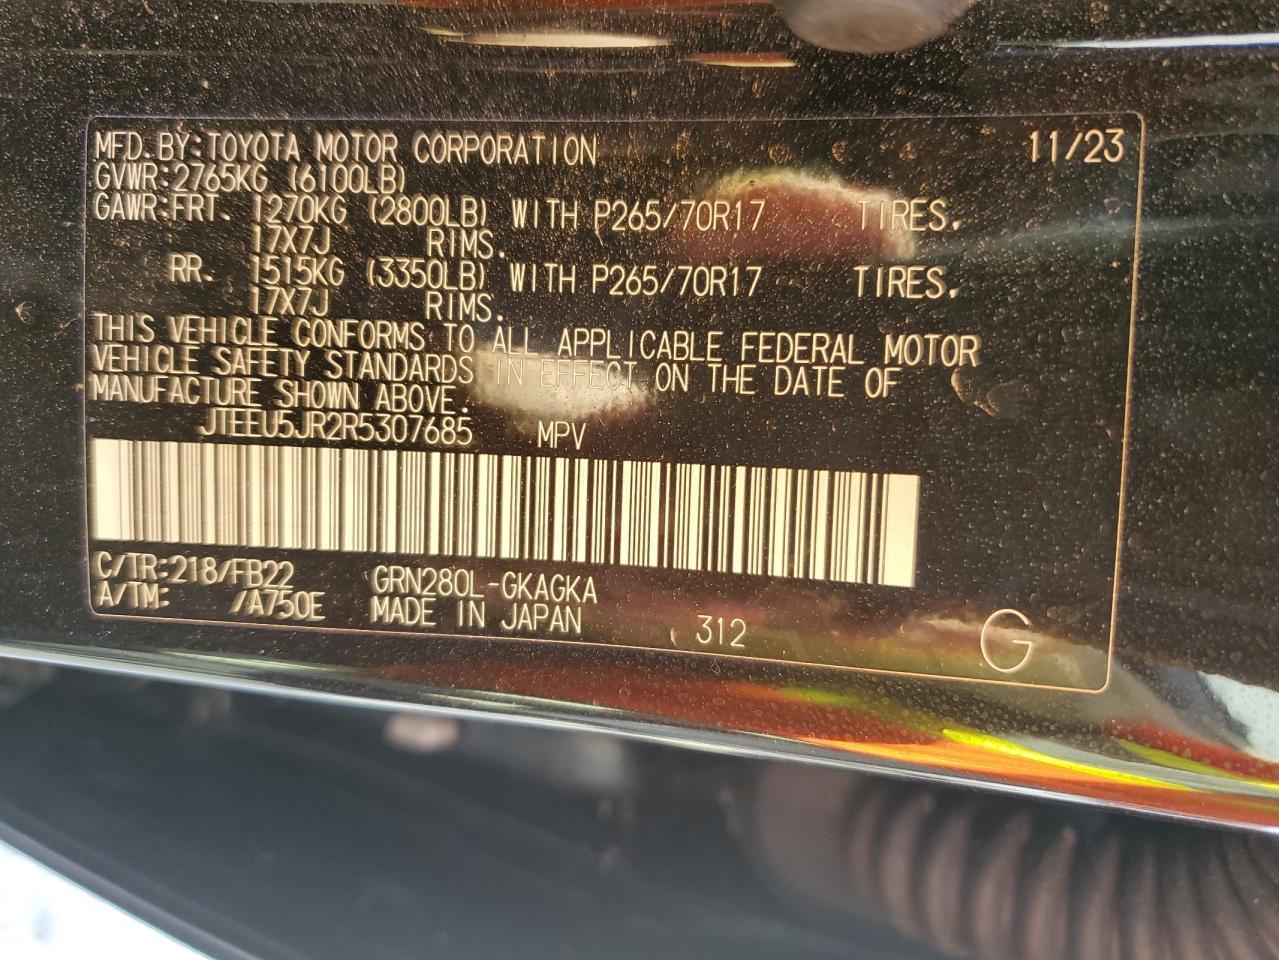 MFD.BY:TOYOTA MOTOR CORPORATION 11/23
GVWR:2765KG (6100LB)
GAWR:FRT. 1270KG (2800LB) WITH P265/70R17 TIRES.
17X7J RIMS.
RR. 1515KG (3350LB) WITH P265/70R17 TIRES.
17X7J RIMS.
THIS VEHICLE CONFORMS TO ALL APPLICABLE FEDERAL MOTOR
VEHICLE SAFETY STANDARDS IN EFFECT ON THE DATE OF
MANUFACTURE SHOWN ABOVE.
JTEEU5JR2R5307685 MPV
C/TR:218/FB22 GRN280L-GKAGKA
A/TM: /A750E MADE IN JAPAN 312 G